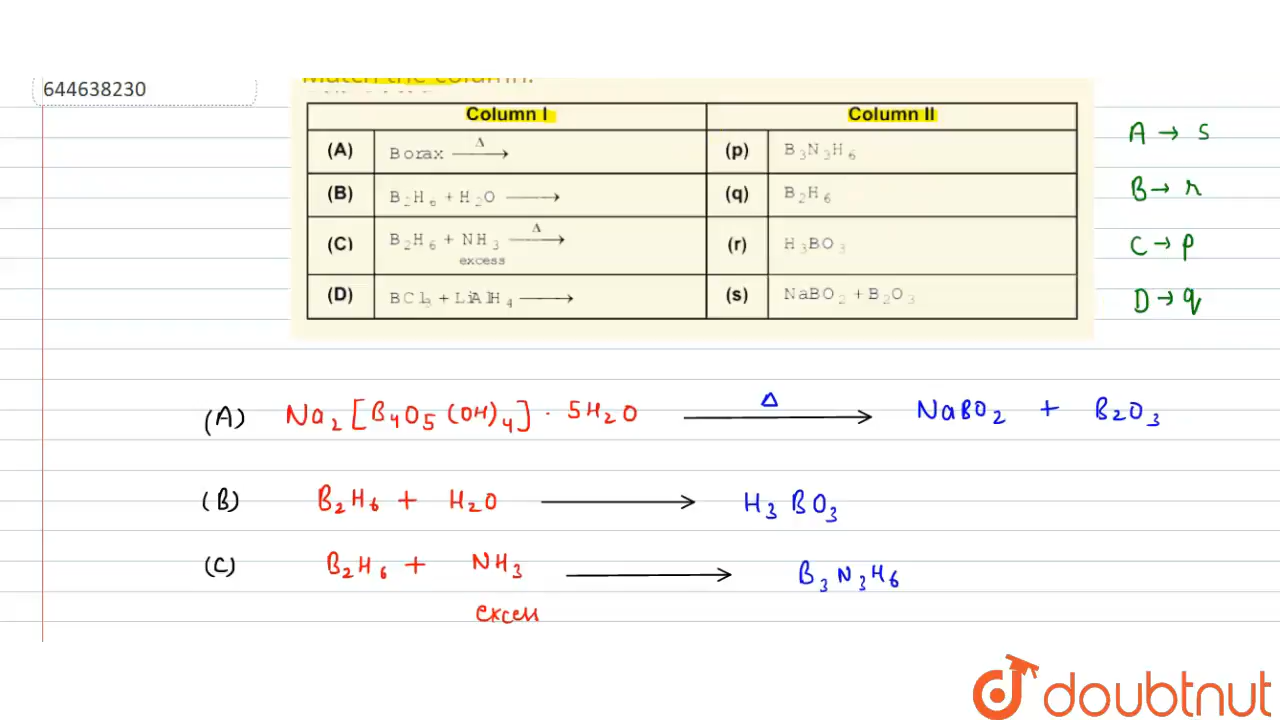 644638230
Match the column.
Column I Column II
(A) Borax Δ→ (p) B₃N₃H₆
(B) B₂H₆ + H₂O → (q) B₂H₆
(C) B₂H₆ + NH₃ Δ→ (r) H₃BO₃
excess
(D) BCl₃ + LiAlH₄ → (s) NaBO₂ + B₂O₃
A → s
B → r
C → p
D → q
(A) Na₂[B₄O₅(OH)₄]·5H₂O Δ→ NaBO₂ + B₂O₃
(B) B₂H₆ + H₂O → H₃BO₃
(C) B₂H₆ + NH₃ → B₃N₃H₆
excess
doubtnut